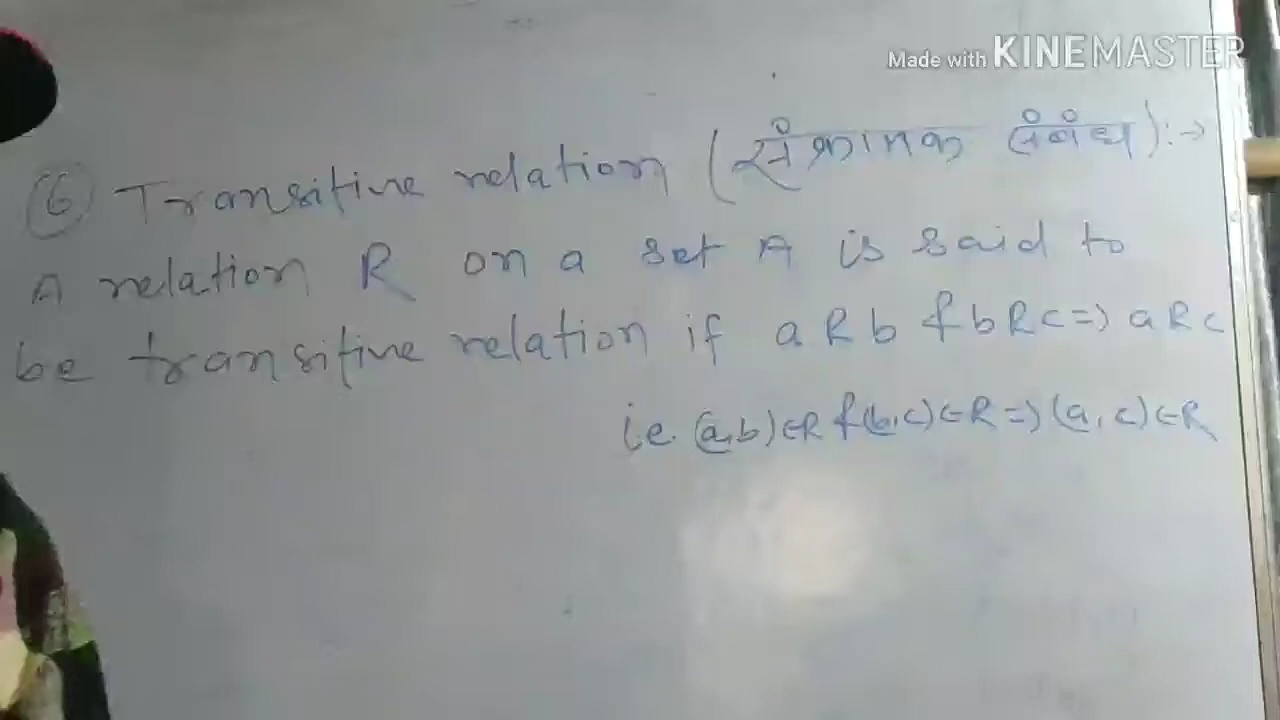 Made with KINEMASTER
(6) Transitive relation (संक्रामक संबंध):→
A relation R on a set A is said to
be transitive relation if aRb & bRc => aRc
i.e. (a,b)∈R & (b,c)∈R => (a,c)∈R